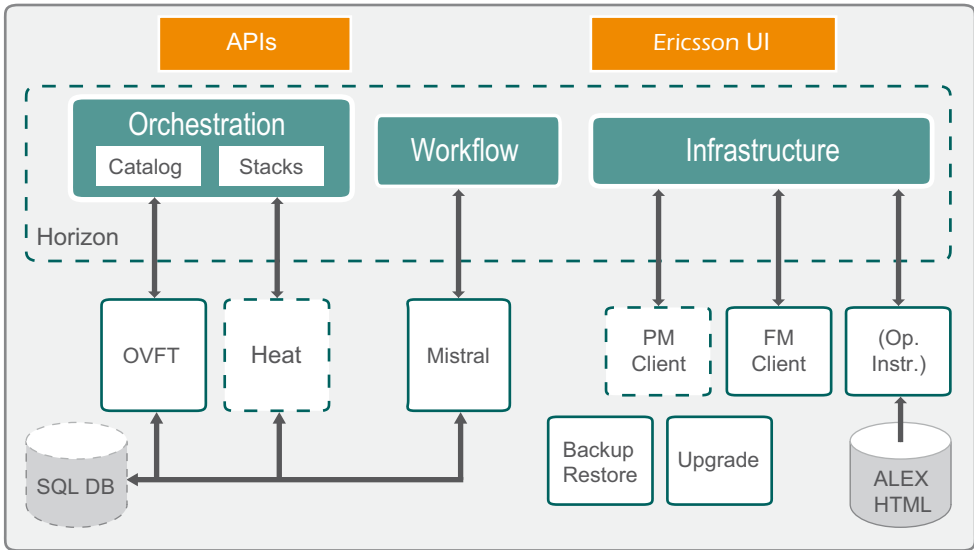 APIs
Ericsson UI
Orchestration
Catalog
Stacks
Workflow
Infrastructure
Horizon
OVFT
Heat
Mistral
PM
Client
FM
Client
(Op.
Instr.)
SQL DB
Backup
Restore
Upgrade
ALEX
HTML